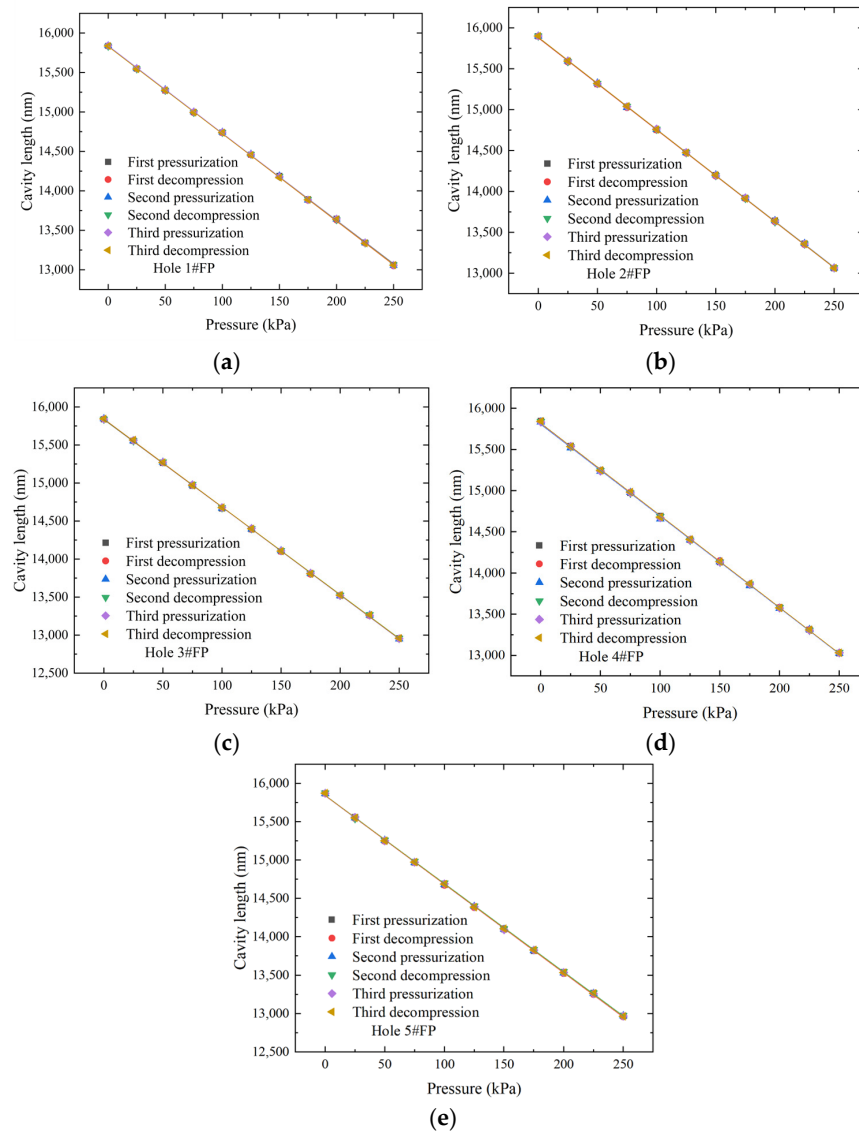 16,000
15,500
15,000
14,500
14,000
13,500
13,000
Cavity length (nm)
First pressurization
First decompression
Second pressurization
Second decompression
Third pressurization
Third decompression
Hole 1#FP
0 50 100 150 200 250
Pressure (kPa)
(a)
16,000
15,500
15,000
14,500
14,000
13,500
13,000
Cavity length (nm)
First pressurization
First decompression
Second pressurization
Second decompression
Third pressurization
Third decompression
Hole 2#FP
0 50 100 150 200 250
Pressure (kPa)
(b)
16,000
15,500
15,000
14,500
14,000
13,500
13,000
12,500
Cavity length (nm)
First pressurization
First decompression
Second pressurization
Second decompression
Third pressurization
Third decompression
Hole 3#FP
0 50 100 150 200 250
Pressure (kPa)
(c)
16,000
15,500
15,000
14,500
14,000
13,500
13,000
Cavity length (nm)
First pressurization
First decompression
Second pressurization
Second decompression
Third pressurization
Third decompression
Hole 4#FP
0 50 100 150 200 250
Pressure (kPa)
(d)
16,000
15,500
15,000
14,500
14,000
13,500
13,000
12,500
Cavity length (nm)
First pressurization
First decompression
Second pressurization
Second decompression
Third pressurization
Third decompression
Hole 5#FP
0 50 100 150 200 250
Pressure (kPa)
(e)